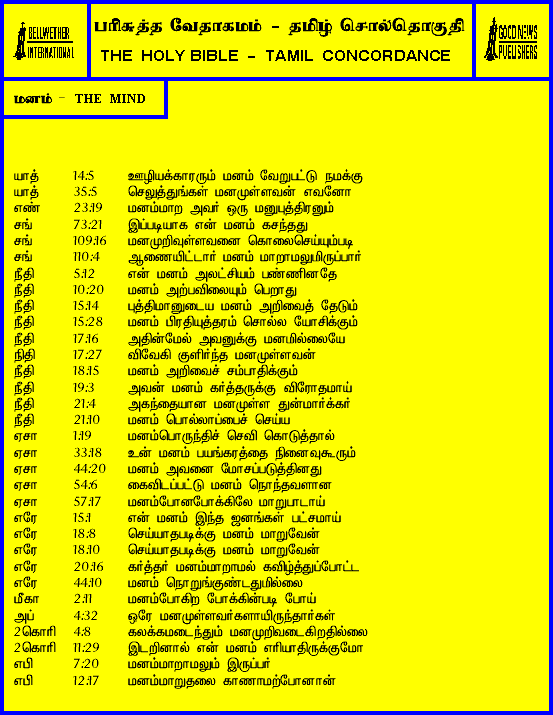 BELLWETHER
INTERNATIONAL
பரிசுத்த வேதாகமம் - தமிழ் சொல்தொகுதி
THE HOLY BIBLE - TAMIL CONCORDANCE
GOOD NEWS
PUBLISHERS
மனம் - THE MIND
யாத் 14:5 ஊழியக்காரரும் மனம் வேறுபட்டு நமக்கு
யாத் 35:5 செலுத்துங்கள் மனமுள்ளவன் எவனோ
எண் 23:19 மனம்மாற அவர் ஒரு மனுபுத்திரனும்
சங் 73:21 இப்படியாக என் மனம் கசந்தது
சங் 109:16 மனமுறிவுள்ளவனை கொலைசெய்யும்படி
சங் 110:4 ஆணையிட்டார் மனம் மாறாமலுமிருப்பார்
நீதி 5:12 என் மனம் அலட்சியம் பண்ணினதே
நீதி 10:20 மனம் அற்பவிலையும் பெறாது
நீதி 15:14 புத்திமானுடைய மனம் அறிவைத் தேடும்
நீதி 15:28 மனம் பிரதியுத்தரம் சொல்ல யோசிக்கும்
நீதி 17:16 அதின்மேல் அவனுக்கு மனமில்லையே
நிதி 17:27 விவேகி குளிர்ந்த மனமுள்ளவன்
நீதி 18:15 மனம் அறிவைச் சம்பாதிக்கும்
நீதி 19:3 அவன் மனம் கர்த்தருக்கு விரோதமாய்
நீதி 21:4 அகந்தையான மனமுள்ள துன்மார்க்கர்
நீதி 21:10 மனம் பொல்லாப்பைச் செய்ய
ஏசா 1:19 மனம்பொருந்திச் செவி கொடுத்தால்
ஏசா 33:18 உன் மனம் பயங்கரத்தை நினைவுகூரும்
ஏசா 44:20 மனம் அவனை மோசப்படுத்தினது
ஏசா 54:6 கைவிடப்பட்டு மனம் நொந்தவளான
ஏசா 57:17 மனம்போனபோக்கிலே மாறுபாடாய்
எரே 15:1 என் மனம் இந்த ஜனங்கள் பட்சமாய்
எரே 18:8 செய்யாதபடிக்கு மனம் மாறுவேன்
எரே 18:10 செய்யாதபடிக்கு மனம் மாறுவேன்
எரே 20:16 கர்த்தர் மனம்மாறாமல் கவிழ்த்துப்போட்ட
எரே 44:10 மனம் நொறுங்குண்டதுமில்லை
மீகா 2:11 மனம்போகிற போக்கின்படி போய்
அப் 4:32 ஒரே மனமுள்ளவர்களாயிருந்தார்கள்
2கொரி 4:8 கலக்கமடைந்தும் மனமுறிவடைகிறதில்லை
2கொரி 11:29 இடறினால் என் மனம் எரியாதிருக்குமோ
எபி 7:20 மனம்மாறாமலும் இருப்பர்
எபி 12:17 மனம்மாறுதலை காணாமற்போனான்